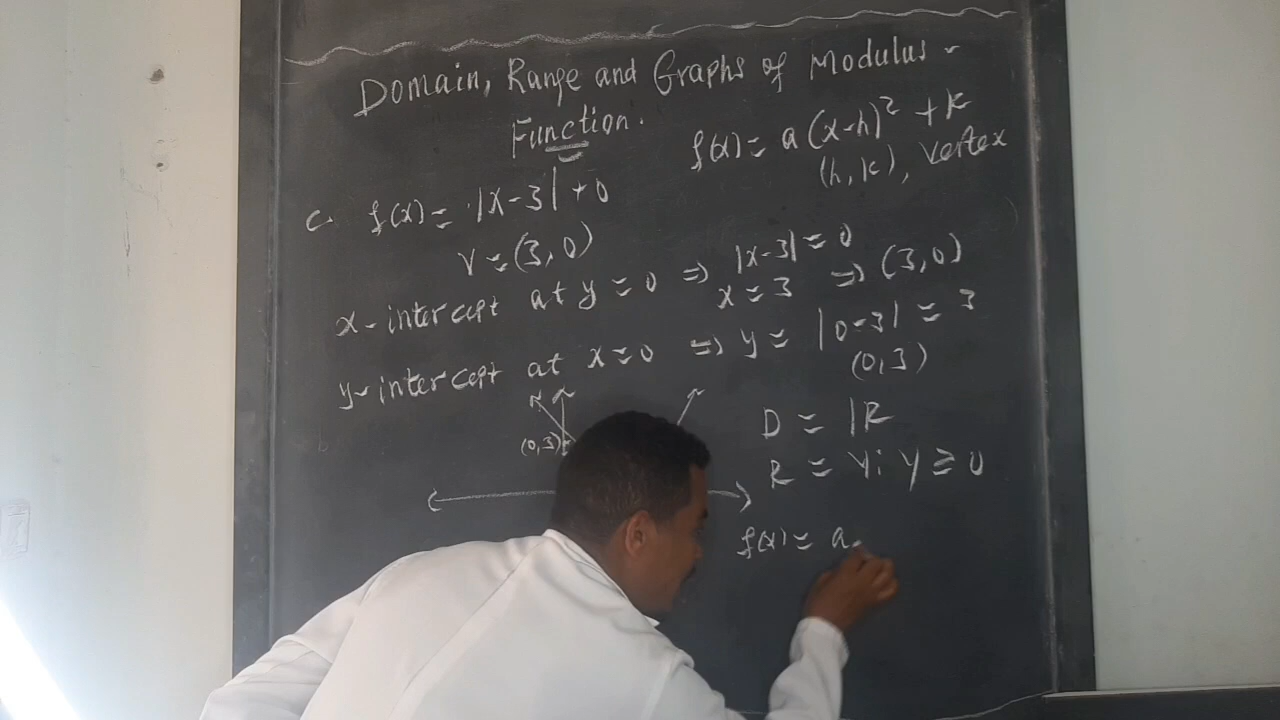 Domain, Range and Graphs of Modulus -
Function.
f(x) = a(x-h)² + k
(h, k), Vertex
c. f(x) = |x-3| + 0
V = (3, 0)
x-intercept at y = 0 => |x-3| = 0
x = 3 => (3, 0)
y-intercept at x = 0 => y = |0-3| = 3
(0, 3)
(0, 3)
D = IR
R = y: y ≥ 0
f(x) = a